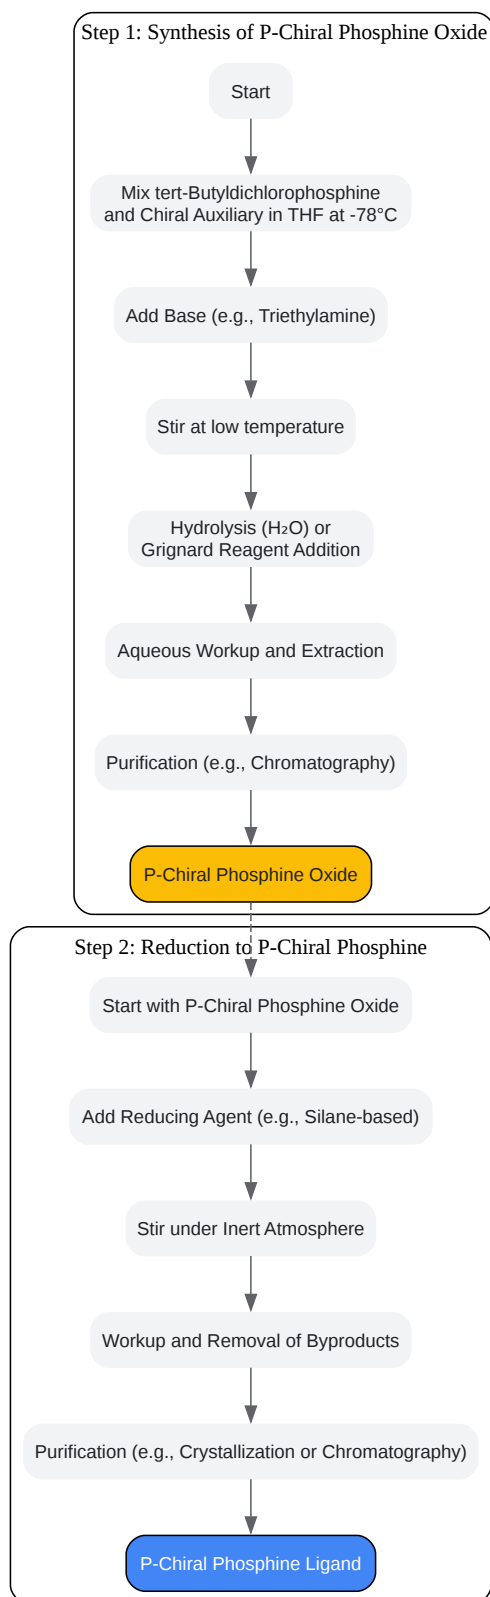 Step 1: Synthesis of P-Chiral Phosphine Oxide
Start
Mix tert-Butyldichlorophosphine
and Chiral Auxiliary in THF at -78°C
Add Base (e.g., Triethylamine)
Stir at low temperature
Hydrolysis (H₂O) or
Grignard Reagent Addition
Aqueous Workup and Extraction
Purification (e.g., Chromatography)
P-Chiral Phosphine Oxide
Step 2: Reduction to P-Chiral Phosphine
Start with P-Chiral Phosphine Oxide
Add Reducing Agent (e.g., Silane-based)
Stir under Inert Atmosphere
Workup and Removal of Byproducts
Purification (e.g., Crystallization or Chromatography)
P-Chiral Phosphine Ligand